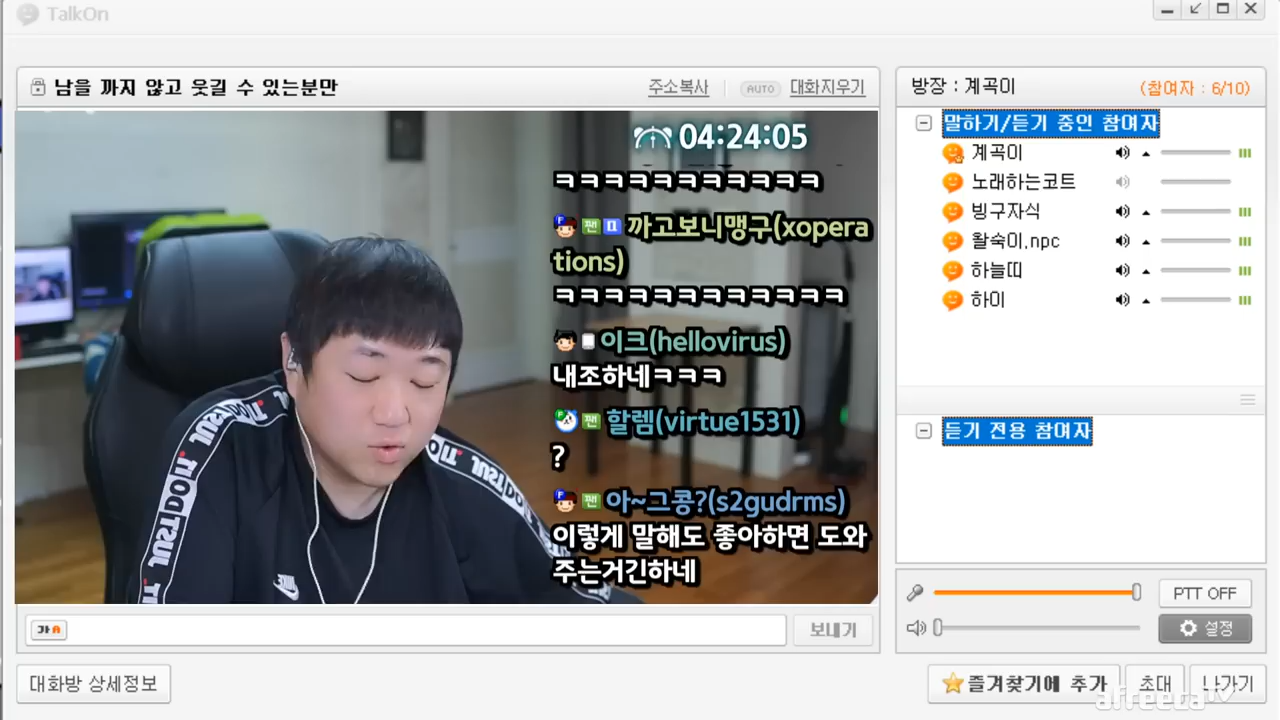 TalkOn
남을 까지 않고 웃길 수 있는분만
주소복사
AUTO
대화지우기
04:24:05
ㅋㅋㅋㅋㅋㅋㅋㅋㅋㅋㅋ
F 팬 까고보니맹구(xopera
tions)
ㅋㅋㅋㅋㅋㅋㅋㅋㅋㅋㅋㅋ
이크(hellovirus)
내조하네ㅋㅋㅋ
팬 할렘(virtue1531)
?
F 팬 아~그콩?(s2gudrms)
이렇게 말해도 좋아하면 도와
주는거긴하네
가
보내기
대화방 상세정보
방장 : 계곡이
(참여자 : 6/10)
말하기/듣기 중인 참여자
계곡이
노래하는코트
빙구자식
왈숙이,npc
하늘띠
하이
듣기 전용 참여자
PTT OFF
설정
즐겨찾기에 추가
초대
나가기
afreecaTV